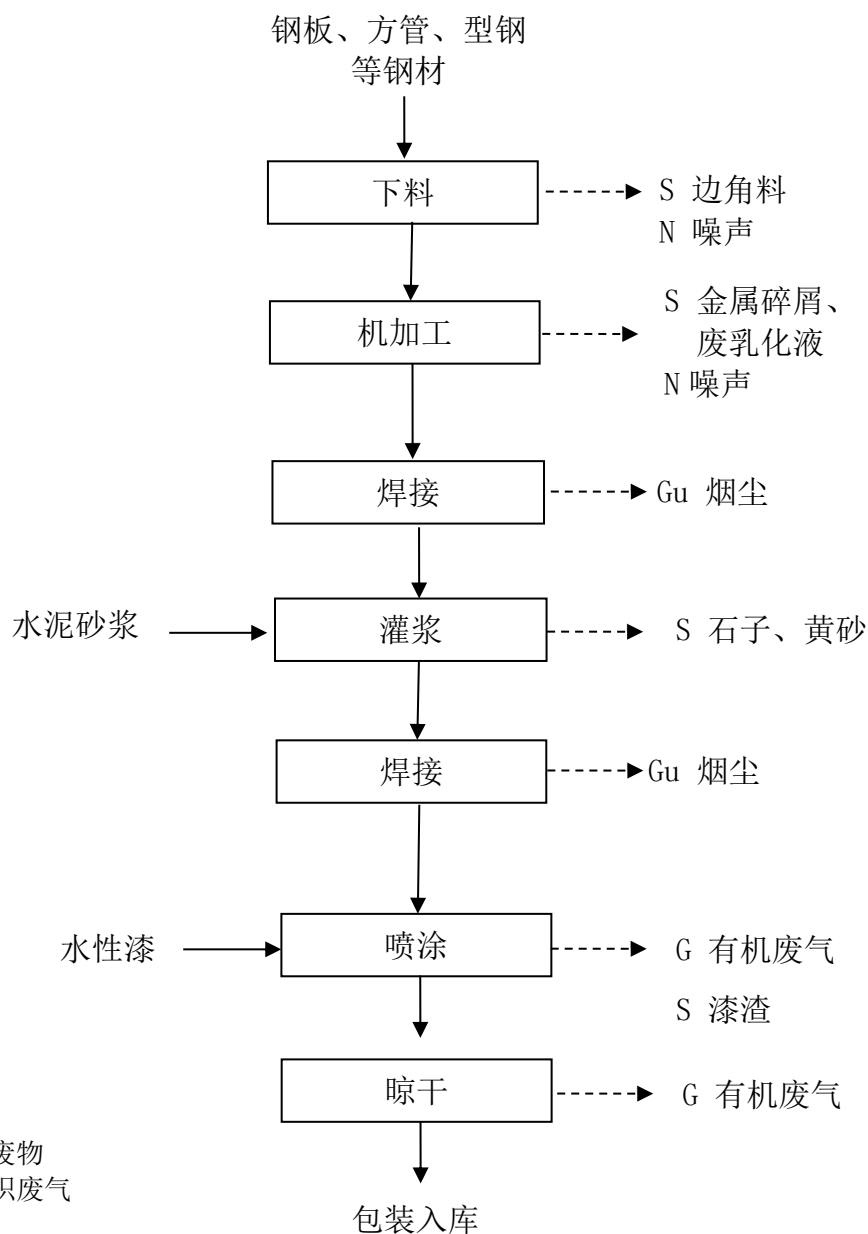 钢板、方管、型钢
等钢材
下料
S 边角料
N 噪声
机加工
S 金属碎屑、
废乳化液
N 噪声
焊接
Gu 烟尘
水泥砂浆
灌浆
S 石子、黄砂
焊接
Gu 烟尘
水性漆
喷涂
G 有机废气
S 漆渣
晾干
G 有机废气
废物
织废气
包装入库